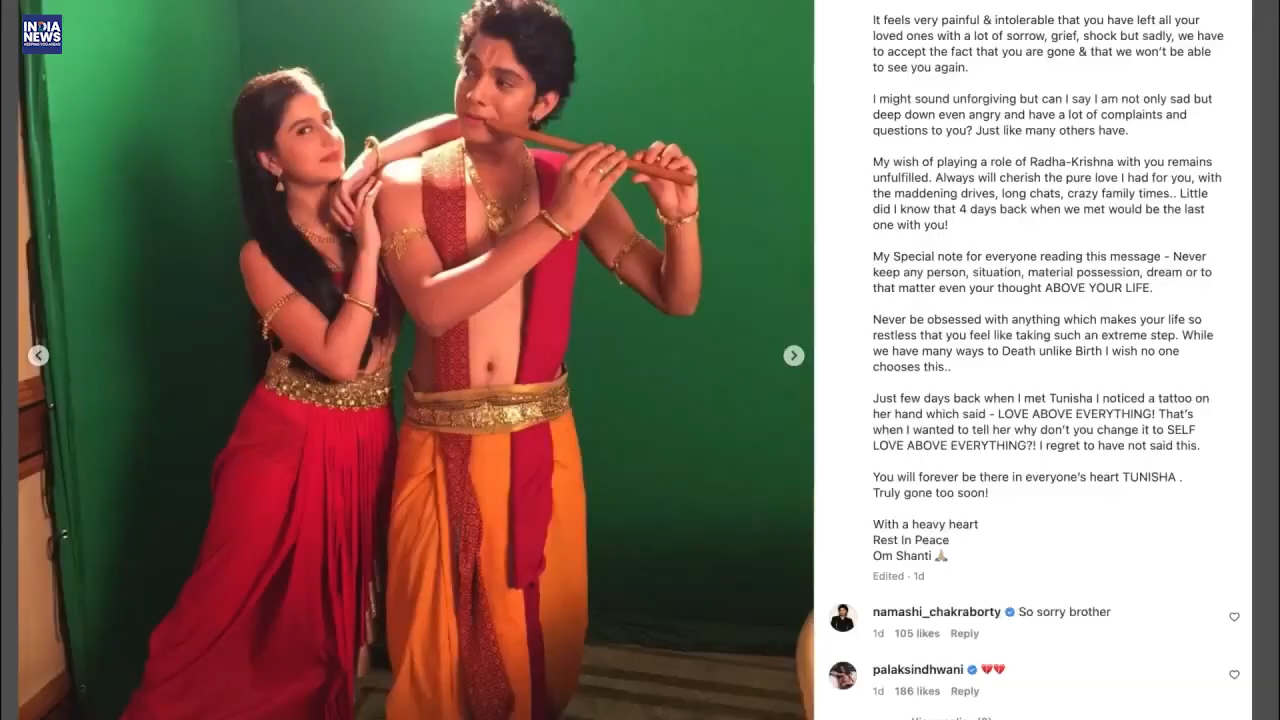 INDIA
NEWS
KEEPING YOU AHEAD
It feels very painful & intolerable that you have left all your
loved ones with a lot of sorrow, grief, shock but sadly, we have
to accept the fact that you are gone & that we won't be able
to see you again.
I might sound unforgiving but can I say I am not only sad but
deep down even angry and have a lot of complaints and
questions to you? Just like many others have.
My wish of playing a role of Radha-Krishna with you remains
unfulfilled. Always will cherish the pure love I had for you, with
the maddening drives, long chats, crazy family times.. Little
did I know that 4 days back when we met would be the last
one with you!
My Special note for everyone reading this message - Never
keep any person, situation, material possession, dream or to
that matter even your thought ABOVE YOUR LIFE.
Never be obsessed with anything which makes your life so
restless that you feel like taking such an extreme step. While
we have many ways to Death unlike Birth I wish no one
chooses this..
Just few days back when I met Tunisha I noticed a tattoo on
her hand which said - LOVE ABOVE EVERYTHING! That's
when I wanted to tell her why don't you change it to SELF
LOVE ABOVE EVERYTHING?! I regret to have not said this.
You will forever be there in everyone's heart TUNISHA .
Truly gone too soon!
With a heavy heart
Rest In Peace
Om Shanti 🙏🏼
Edited · 1d
namashi_chakraborty So sorry brother
1d 105 likes Reply
palaksindhwani 💔💔
1d 186 likes Reply